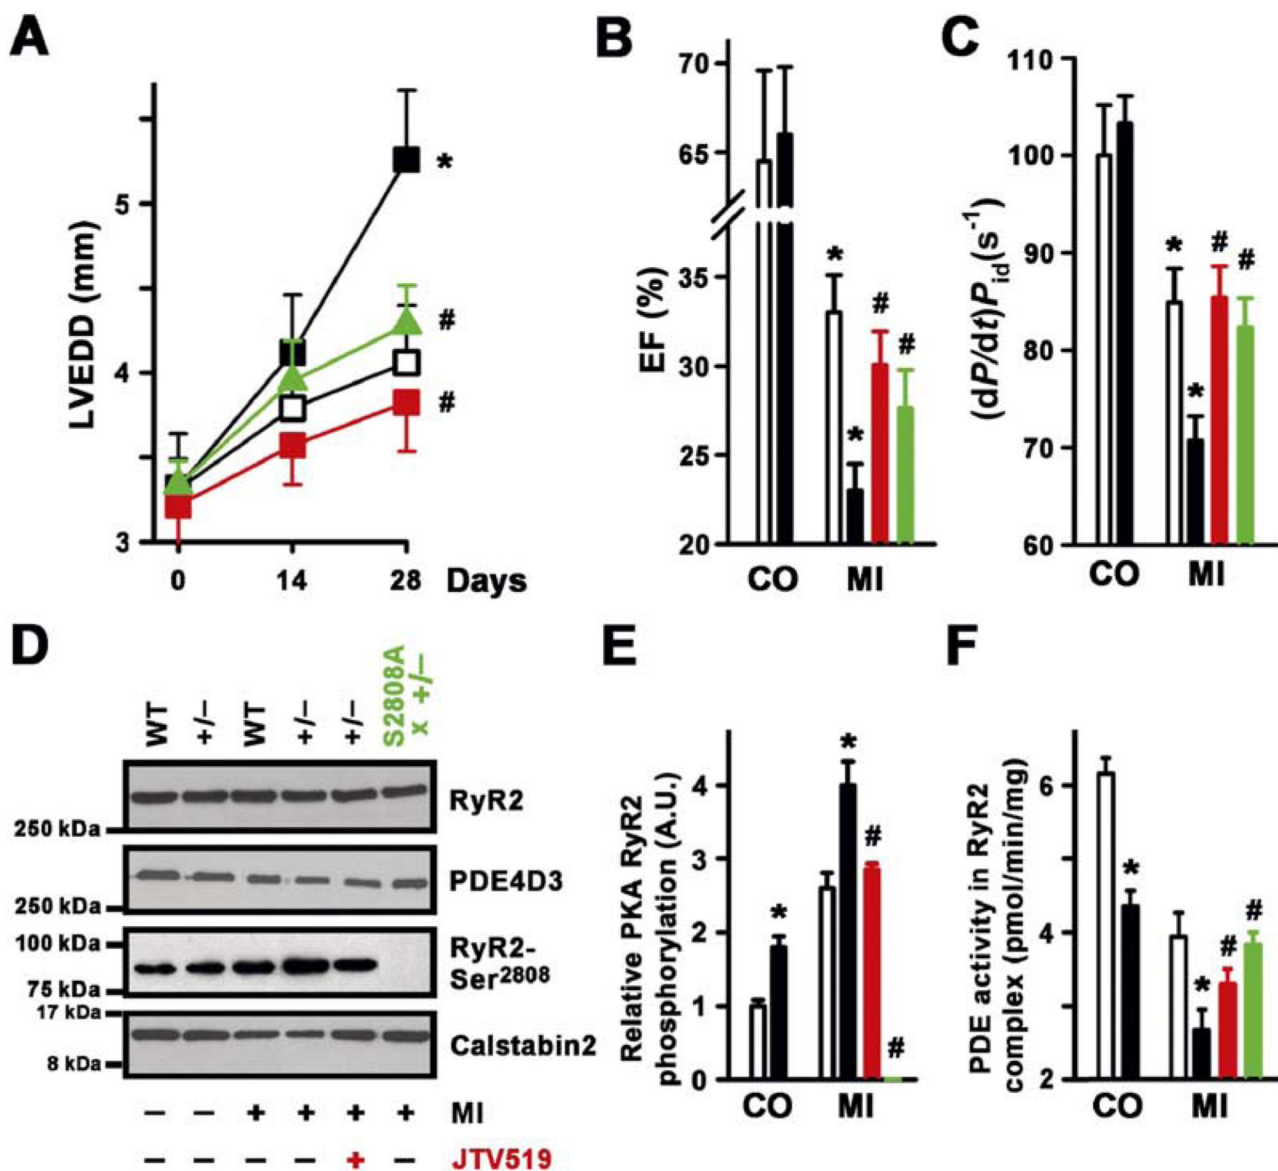 A
LVEDD (mm)
5
4
3
*
#
#
0 14 28 Days
B
EF (%)
70
65
35
30
25
20
*
*
#
#
CO MI
C
(dP/dt)P_id(s⁻¹)
110
100
90
80
70
60
*
*
#
#
CO MI
D
WT +/– WT +/– +/– S2808A
x +/–
RyR2
250 kDa
PDE4D3
250 kDa
100 kDa
RyR2-
Ser²⁸⁰⁸
75 kDa
17 kDa
Calstabin2
8 kDa
– – + + + + MI
– – – – + – JTV519
E
Relative PKA RyR2
phosphorylation (A.U.)
4
3
2
1
0
*
*
#
#
CO MI
F
PDE activity in RyR2
complex (pmol/min/mg)
6
4
2
*
*
#
#
CO MI